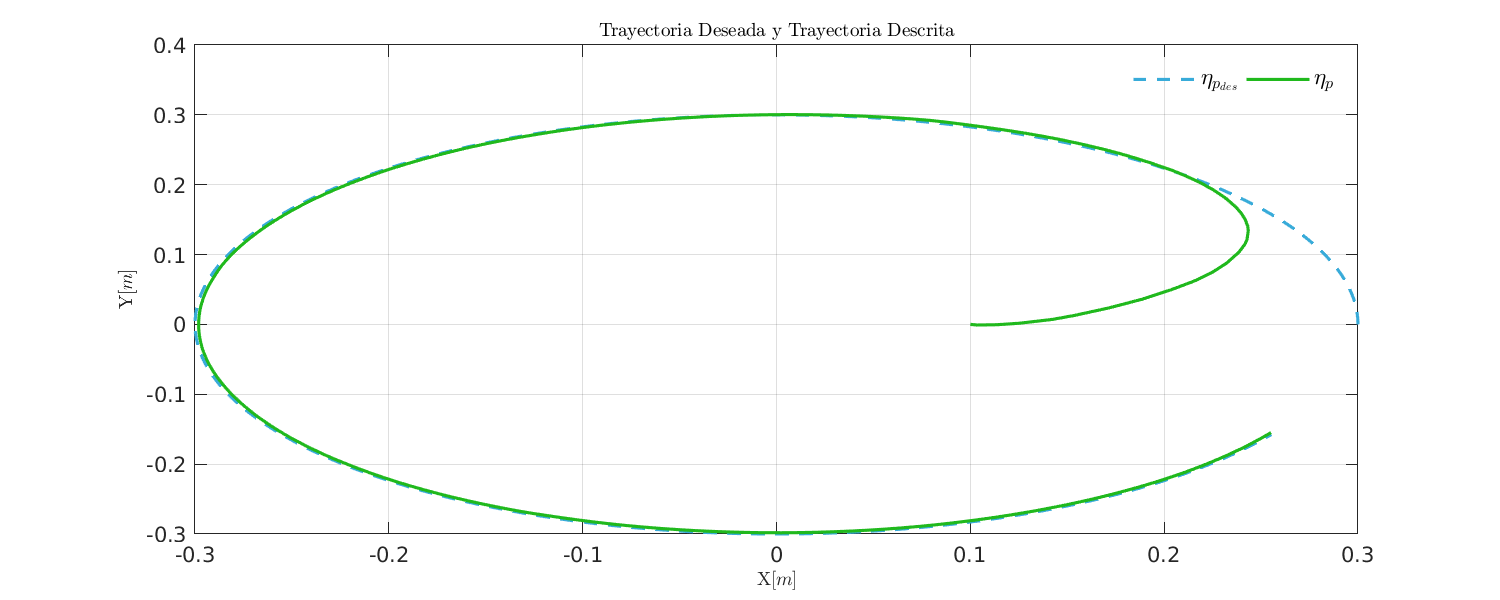 Trayectoria Deseada y Trayectoria Descrita
0.4
η_{p_{des}} η_p
0.3
0.2
0.1
Y[m]
0
-0.1
-0.2
-0.3
-0.3 -0.2 -0.1 0 0.1 0.2 0.3
X[m]